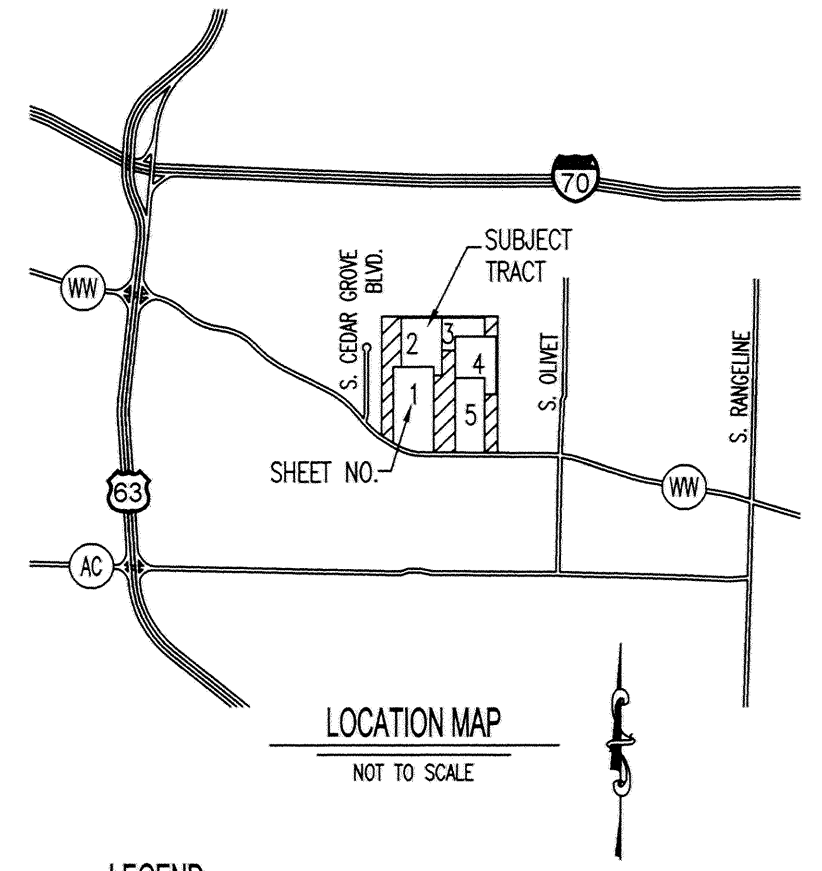 70
SUBJECT
TRACT
S. CEDAR GROVE
BLVD.
WW
2
3
4
1
5
S. OLIVET
S. RANGELINE
SHEET NO.
WW
63
AC
LOCATION MAP
NOT TO SCALE
LEGEND